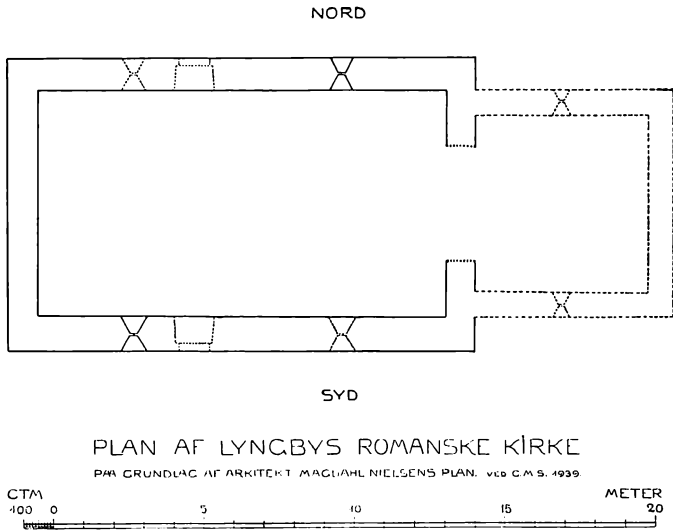 NORD
SYD
PLAN AF LYNGBYS ROMANSKE KIRKE
PAA GRUNDLAG AF ARKITEKT MAGDAHL NIELSENS PLAN. VED C.M.S. 1939.
CTM METER
100 0 5 10 15 20